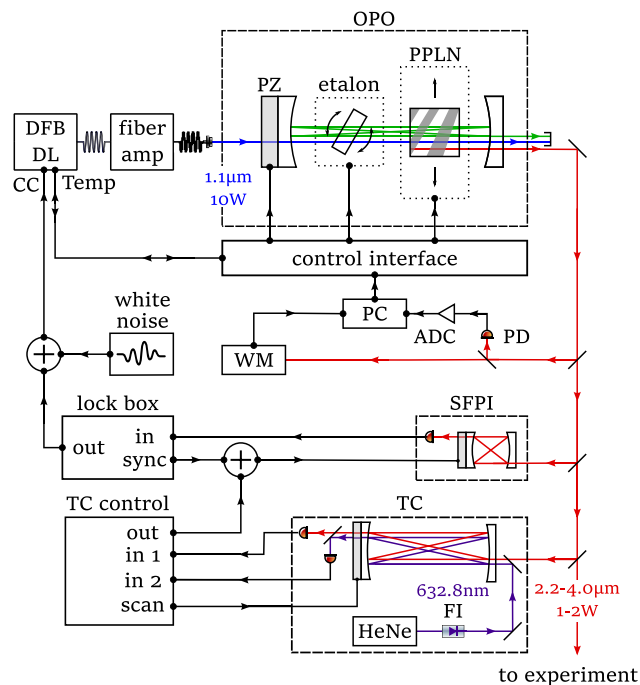 OPO
PPLN
PZ
etalon
DFB
DL
fiber
amp
CC
Temp
1.1μm
10W
control interface
white
noise
PC
ADC
PD
WM
lock box
SFPI
in
out
sync
TC control
TC
out
in 1
in 2
scan
632.8nm
FI
HeNe
2.2-4.0μm
1-2W
to experiment